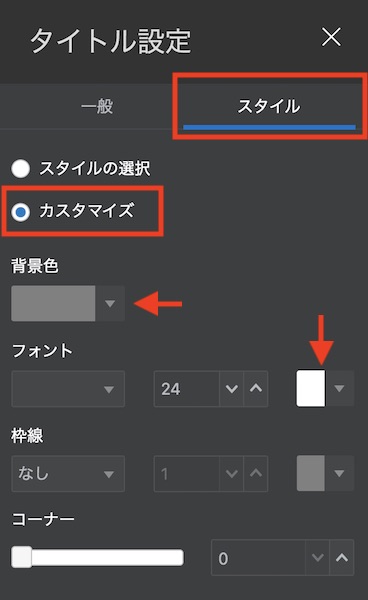 タイトル設定
一般 スタイル
スタイルの選択
カスタマイズ
背景色
フォント
24
枠線
なし 1
コーナー
0